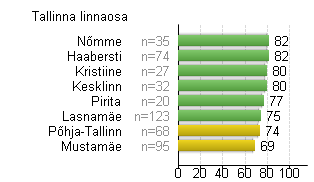 Tallinna linnaosa
Nõmme n=35 82
Haabersti n=74 82
Kristiine n=27 80
Kesklinn n=32 80
Pirita n=20 77
Lasnamäe n=123 75
Põhja-Tallinn n=68 74
Mustamäe n=95 69
0 20 40 60 80 100